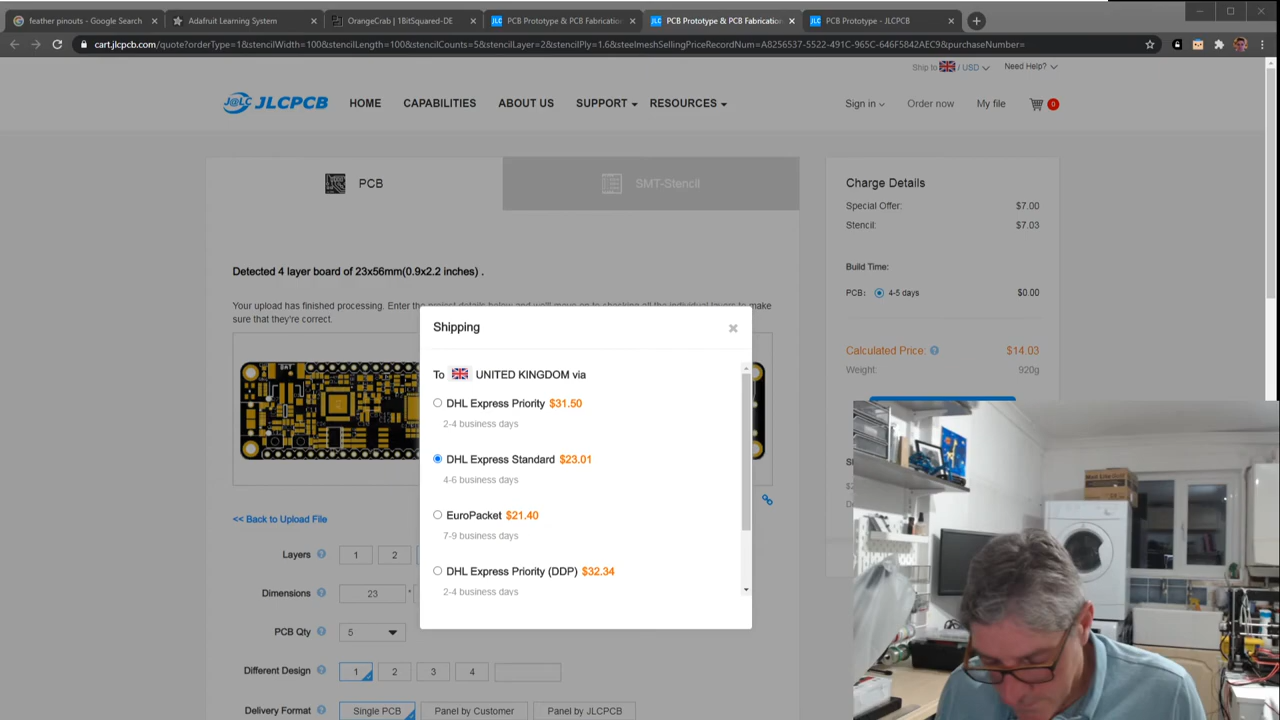 feather pinouts - Google Search
Adafruit Learning System
OrangeCrab | 1BitSquared-DE
PCB Prototype & PCB Fabrication
PCB Prototype & PCB Fabrication
PCB Prototype - JLCPCB
cart.jlcpcb.com/quote?orderType=1&stencilWidth=100&stencilLength=100&stencilCounts=5&stencilLayer=2&stencilPly=1.6&steelmeshSellingPriceRecordNum=A8256537-5522-491C-965C-646F5842AEC9&purchaseNumber=
Ship to / USD Need Help?
J@LC JLCPCB HOME CAPABILITIES ABOUT US SUPPORT RESOURCES Sign in Order now My file 0
PCB
SMT-Stencil
Detected 4 layer board of 23x56mm(0.9x2.2 inches) .
Your upload has finished processing. Enter the project details below and we'll move on to checking all the individual layers to make
sure that they're correct.
BAT
<< Back to Upload File
Layers 1 2
Dimensions 23 *
PCB Qty 5
Different Design 1 2 3 4
Delivery Format Single PCB Panel by Customer Panel by JLCPCB
Shipping
To UNITED KINGDOM via
DHL Express Priority $31.50
2-4 business days
DHL Express Standard $23.01
4-6 business days
EuroPacket $21.40
7-9 business days
DHL Express Priority (DDP) $32.34
2-4 business days
Charge Details
Special Offer: $7.00
Stencil: $7.03
Build Time:
PCB: 4-5 days $0.00
Calculated Price: $14.03
Weight: 920g